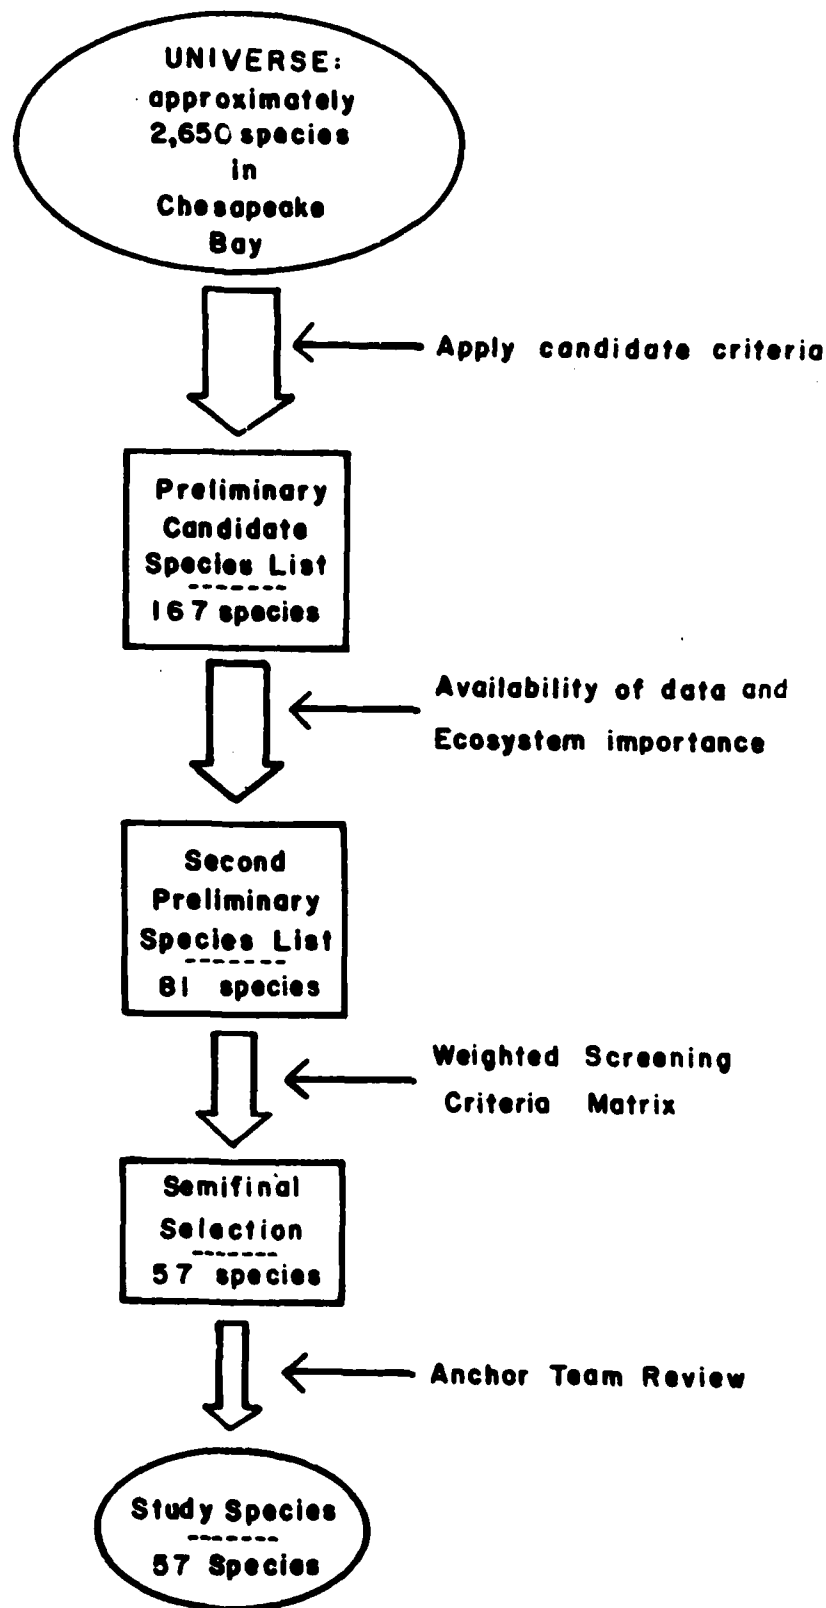 UNIVERSE:
approximately
2,650 species
in
Chesapeake
Bay
Apply candidate criteria
Preliminary
Candidate
Species List
167 species
Availability of data and
Ecosystem importance
Second
Preliminary
Species List
81 species
Weighted Screening
Criteria Matrix
Semifinal
Selection
57 species
Anchor Team Review
Study Species
57 Species